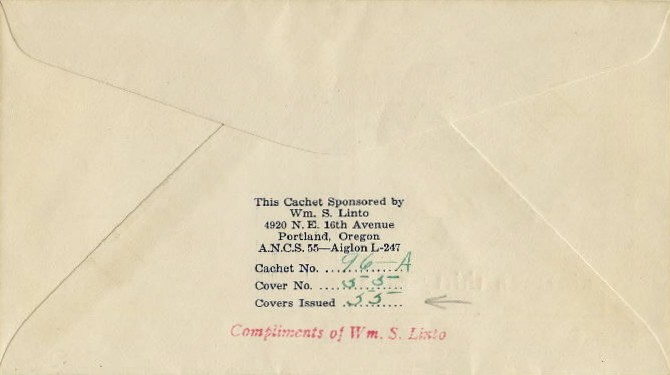 This Cachet Sponsored by
Wm. S. Linto
4920 N. E. 16th Avenue
Portland, Oregon
A.N.C.S. 55—Aiglon L-247
Cachet No. 96-A
Cover No. 55
Covers Issued 55
Compliments of Wm. S. Linto